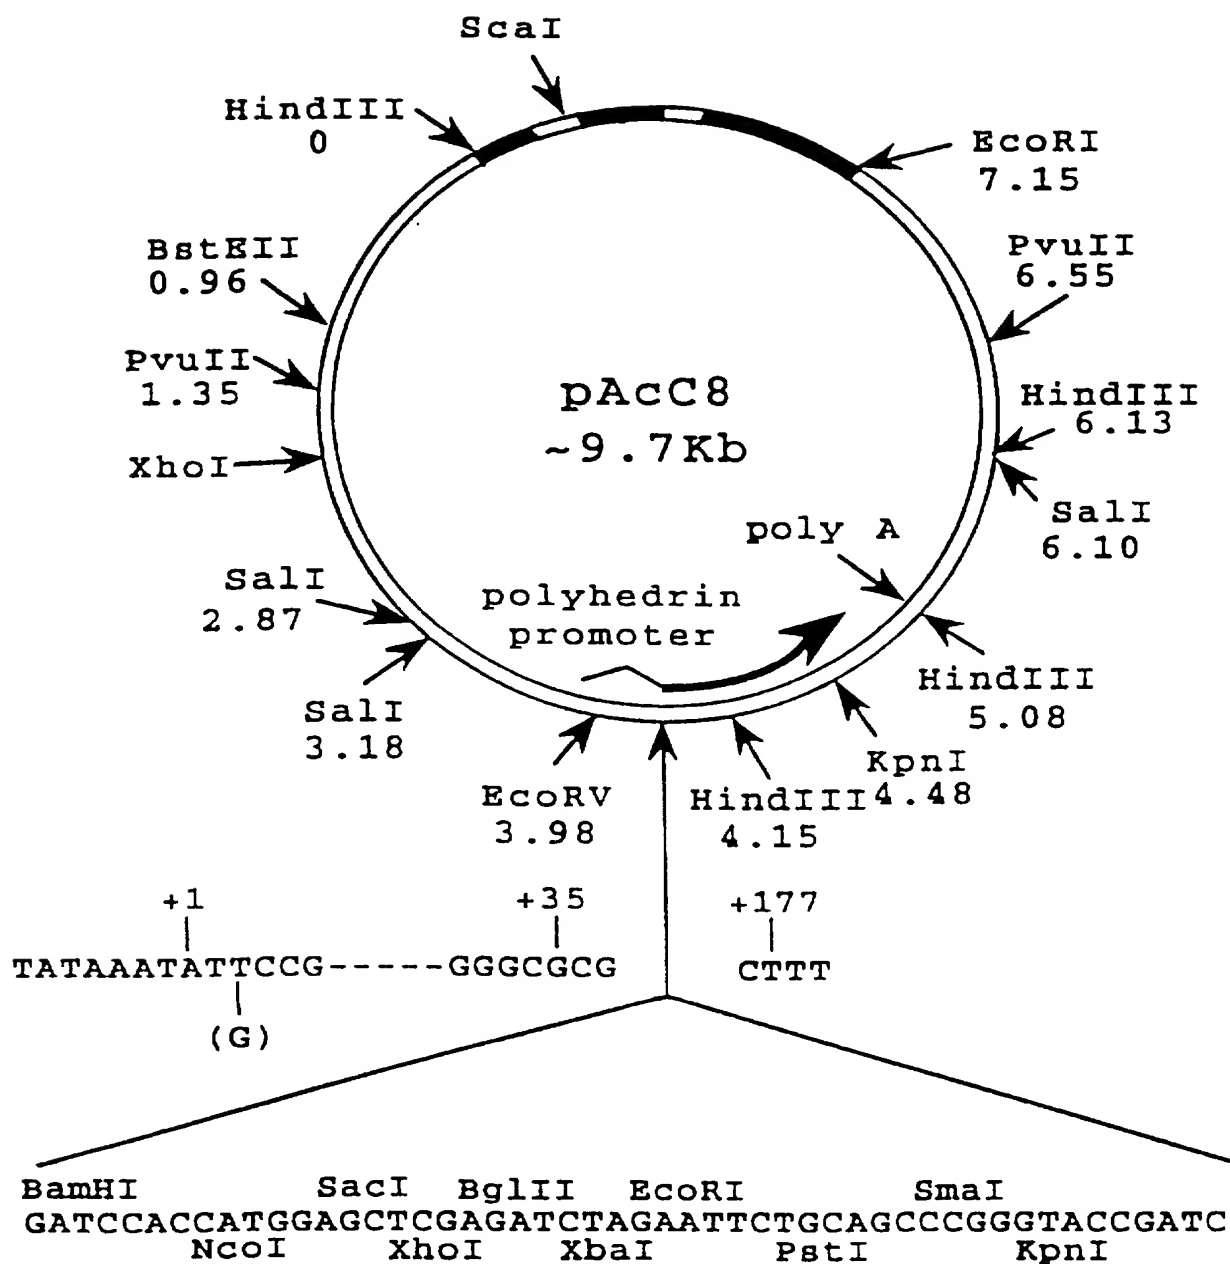 ScaI
HindIII
0
EcoRI
7.15
BstEII
0.96
PvuII
6.55
PvuII
1.35
pAcC8
~9.7Kb
HindIII
6.13
XhoI
SalI
6.10
poly A
SalI
2.87
polyhedrin
promoter
HindIII
5.08
SalI
3.18
KpnI
4.48
EcoRV
3.98
HindIII
4.15
+1
+35
+177
TATAAATATTCCG-----GGGCGCG
CTTT
(G)
BamHI SacI BglII EcoRI SmaI
GATCCACCATGGAGCTCGAGATCTAGAATTCTGCAGCCCGGGTACCGATC
NcoI XhoI XbaI PstI KpnI